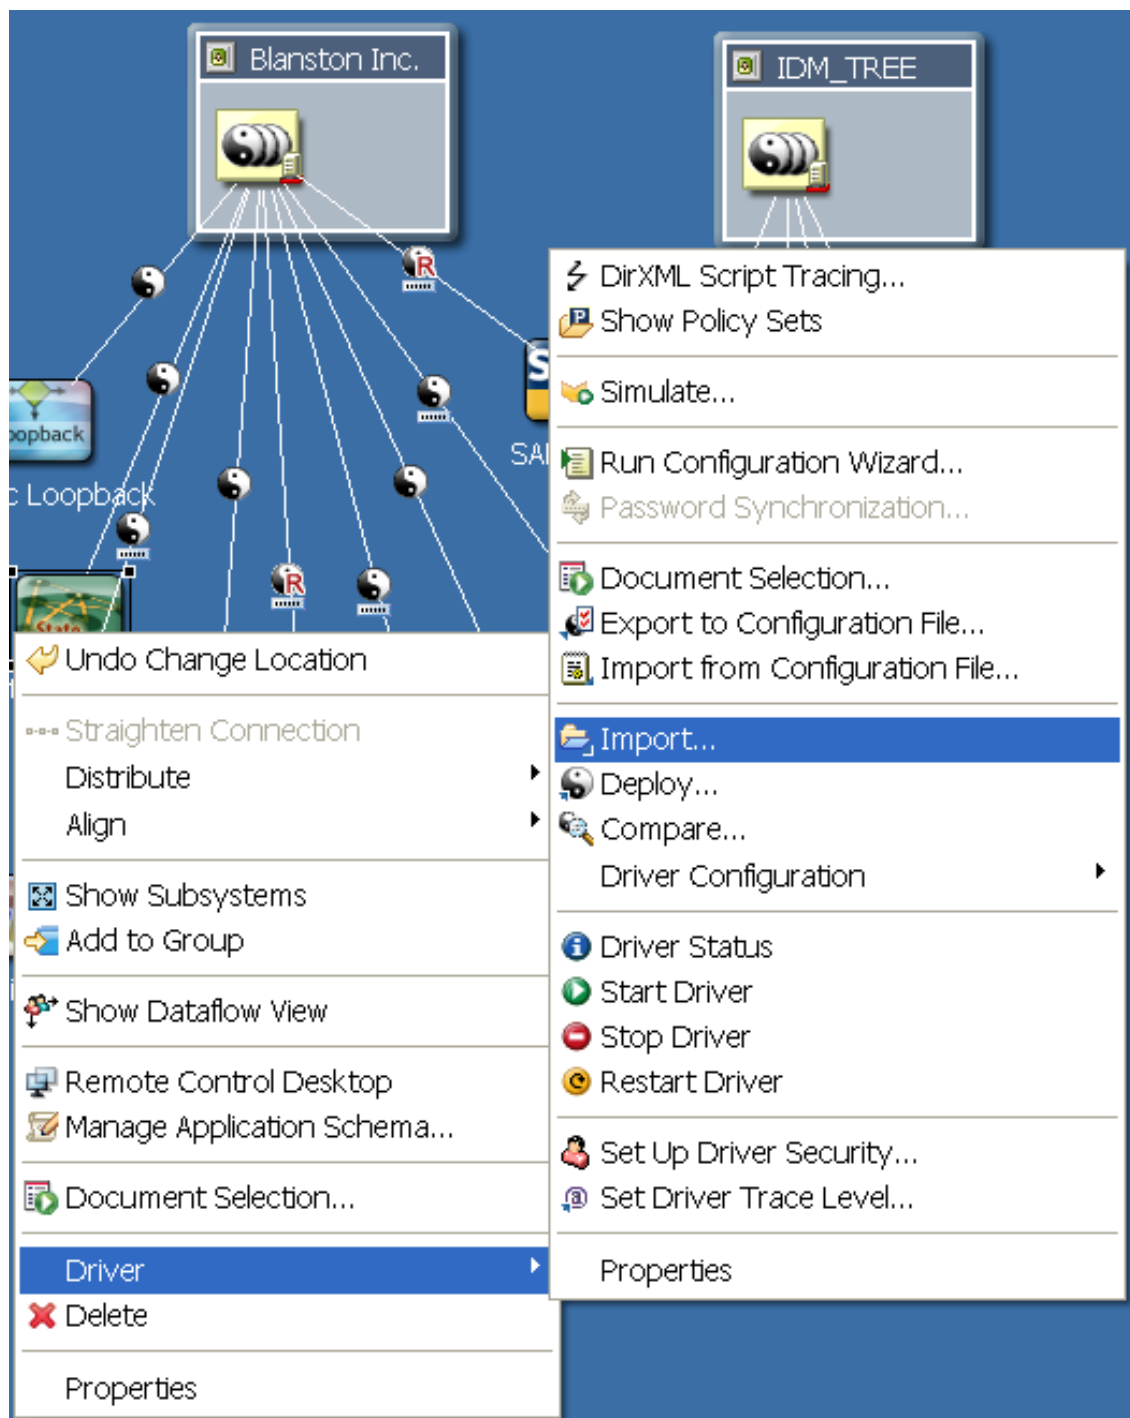 Blanston Inc.
IDM_TREE
R
R
Loopback
State
Undo Change Location
Straighten Connection
Distribute
Align
Show Subsystems
Add to Group
Show Dataflow View
Remote Control Desktop
Manage Application Schema...
Document Selection...
Driver
Delete
Properties
DirXML Script Tracing...
Show Policy Sets
Simulate...
Run Configuration Wizard...
Password Synchronization...
Document Selection...
Export to Configuration File...
Import from Configuration File...
Import...
Deploy...
Compare...
Driver Configuration
Driver Status
Start Driver
Stop Driver
Restart Driver
Set Up Driver Security...
Set Driver Trace Level...
Properties